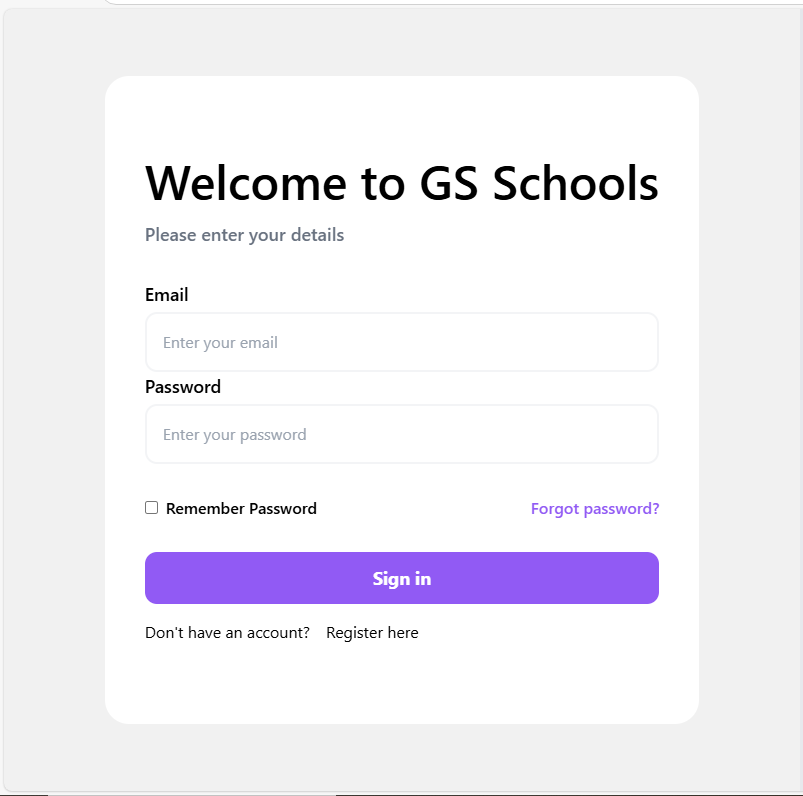 Welcome to GS Schools
Please enter your details
Email
Enter your email
Password
Enter your password
Remember Password Forgot password?
Sign in
Don't have an account? Register here